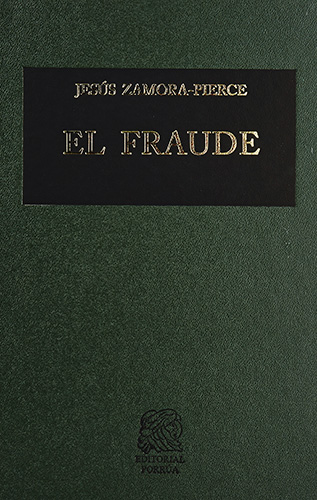 JESÚS ZAMORA-PIERCE
EL FRAUDE
EDITORIAL
PORRÚA